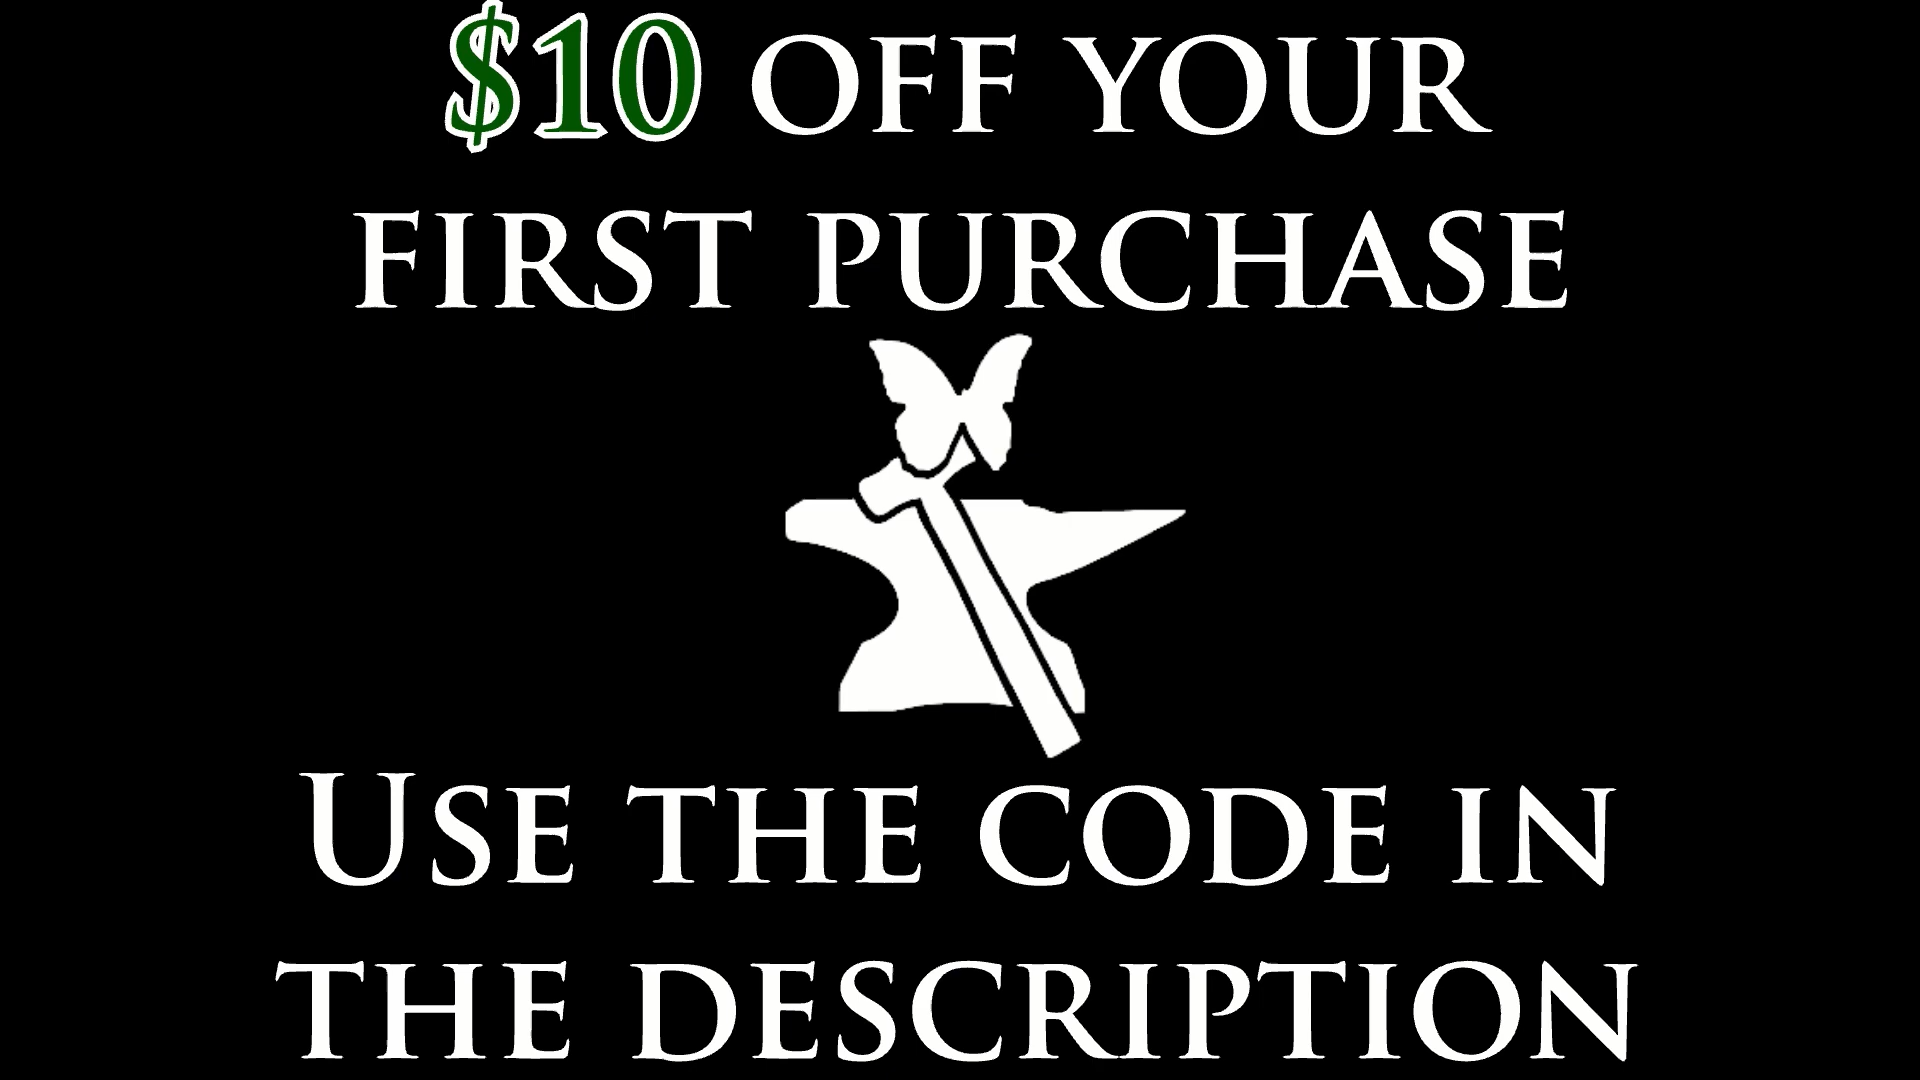 $10 OFF YOUR
FIRST PURCHASE
USE THE CODE IN
THE DESCRIPTION